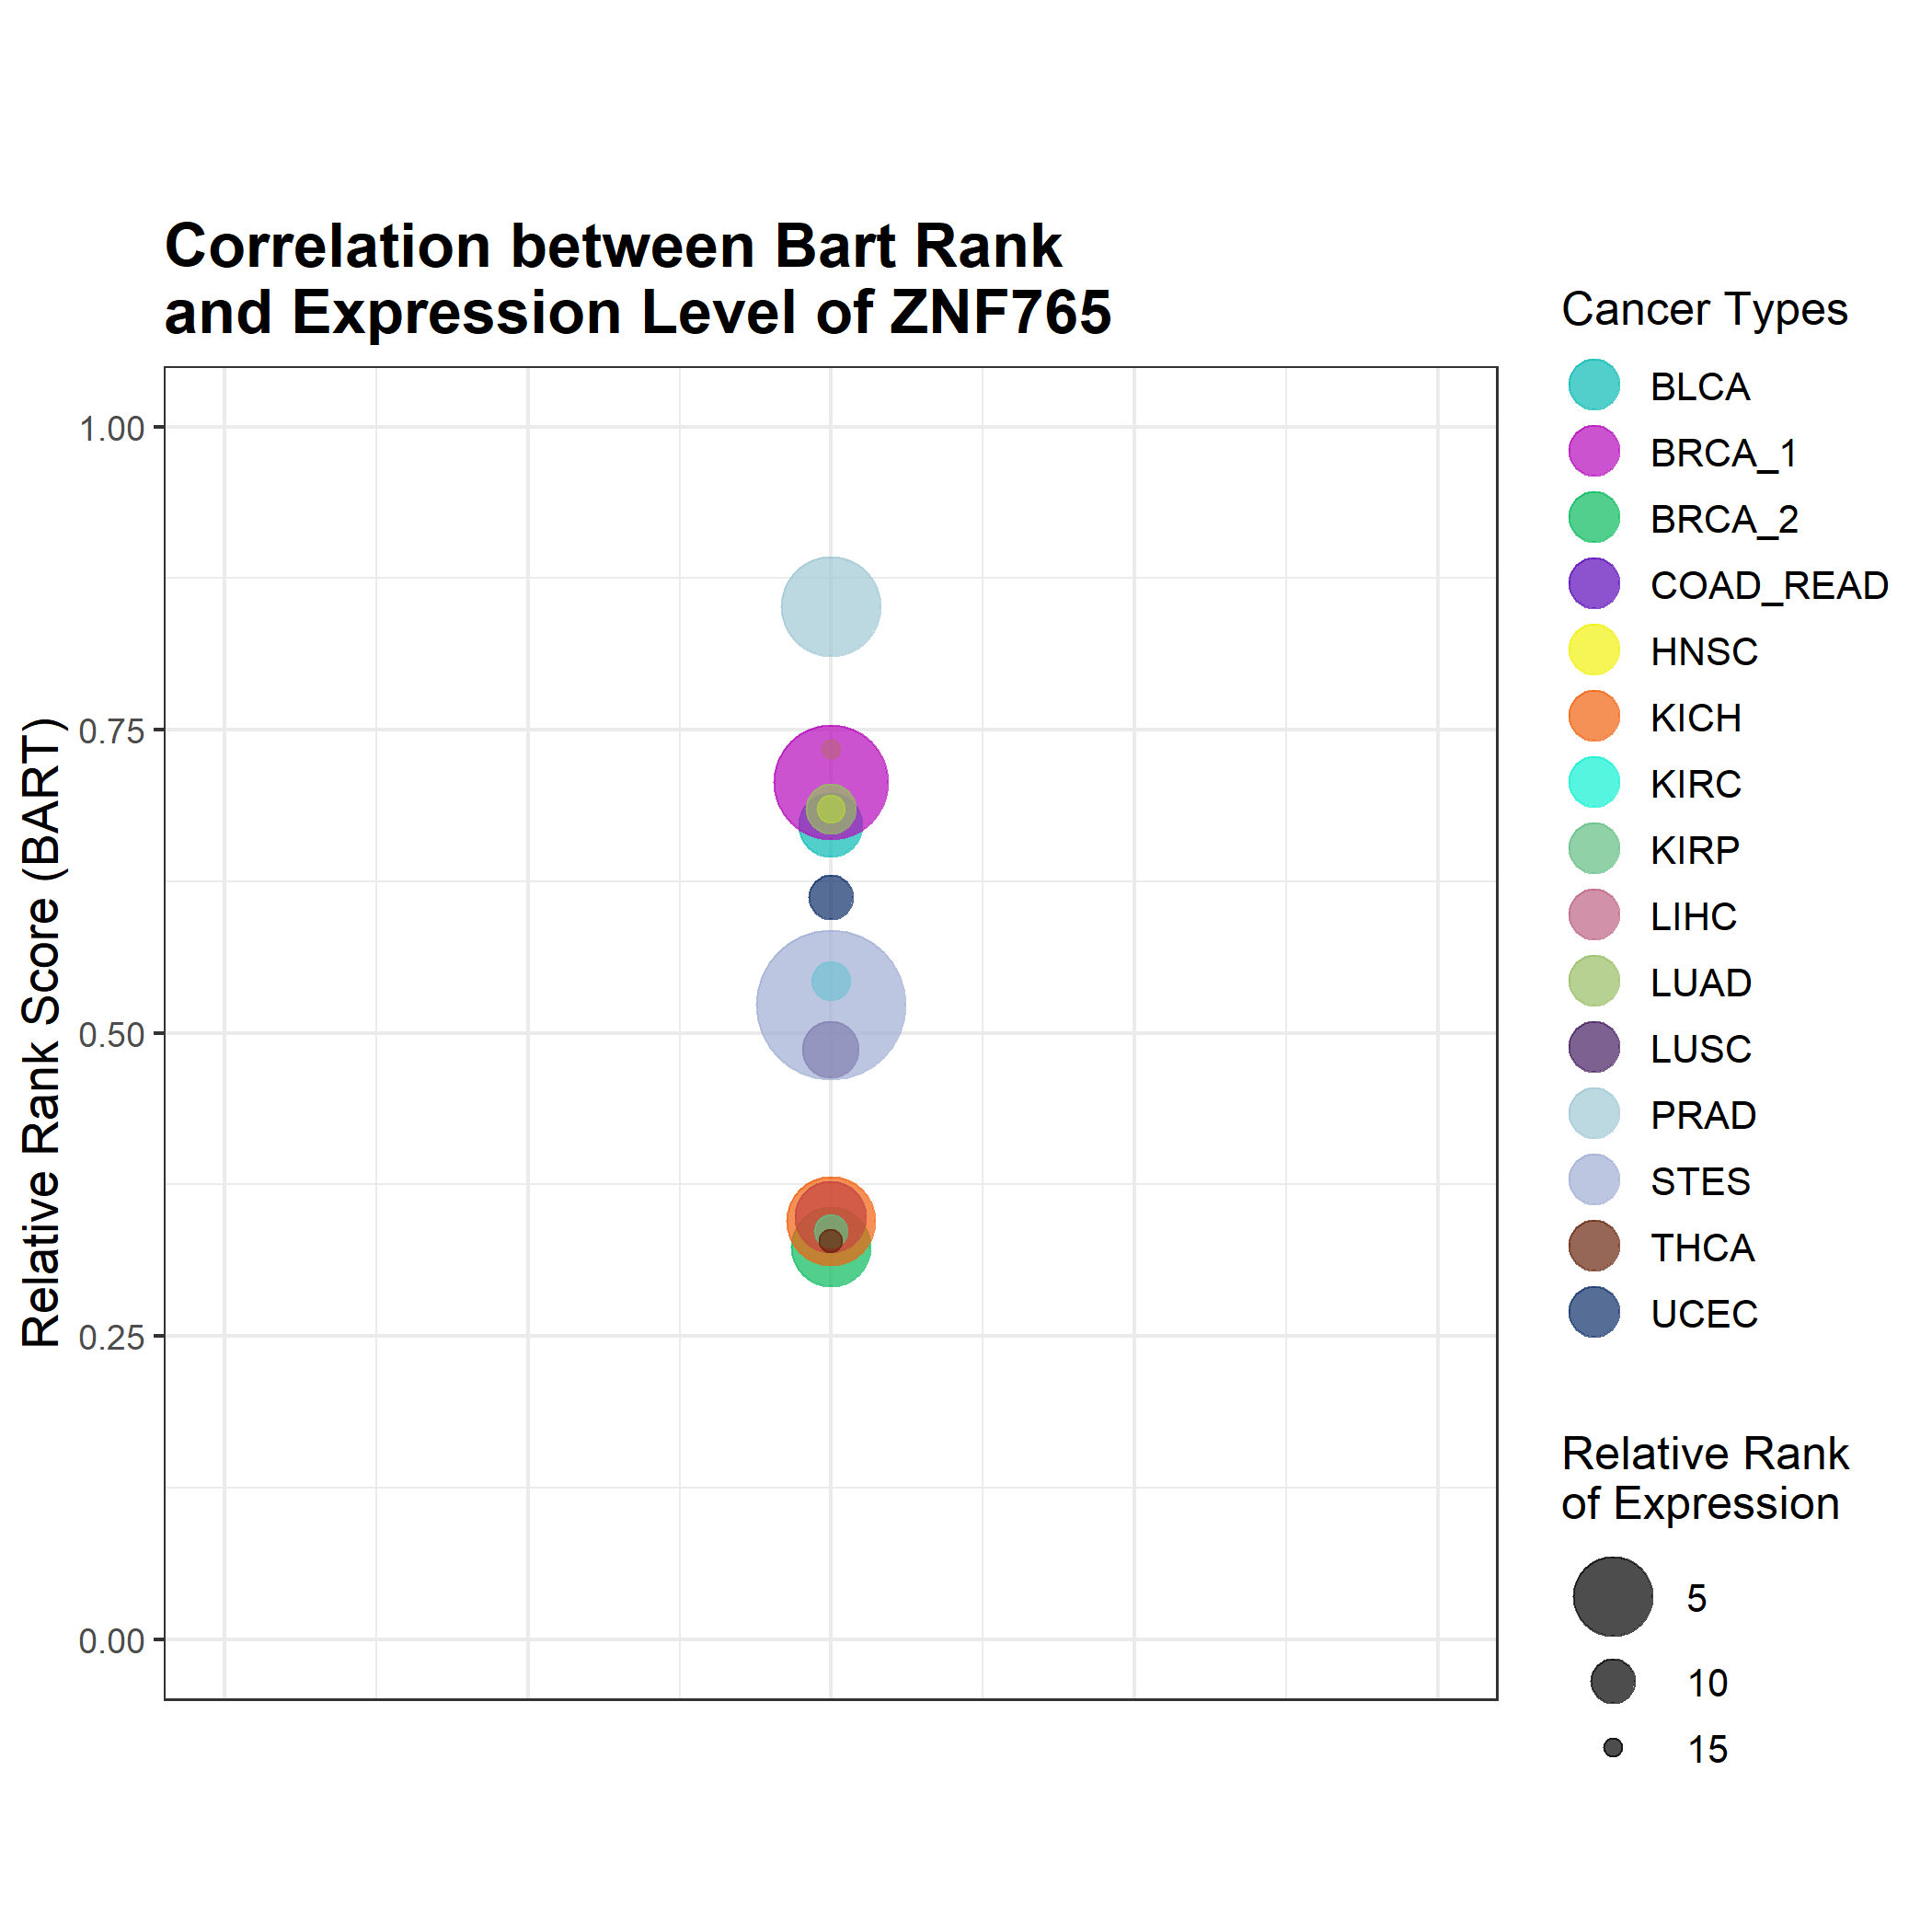 Correlation between Bart Rank
and Expression Level of ZNF765
Relative Rank Score (BART)
1.00
0.75
0.50
0.25
0.00
Cancer Types
BLCA
BRCA_1
BRCA_2
COAD_READ
HNSC
KICH
KIRC
KIRP
LIHC
LUAD
LUSC
PRAD
STES
THCA
UCEC
Relative Rank
of Expression
5
10
15